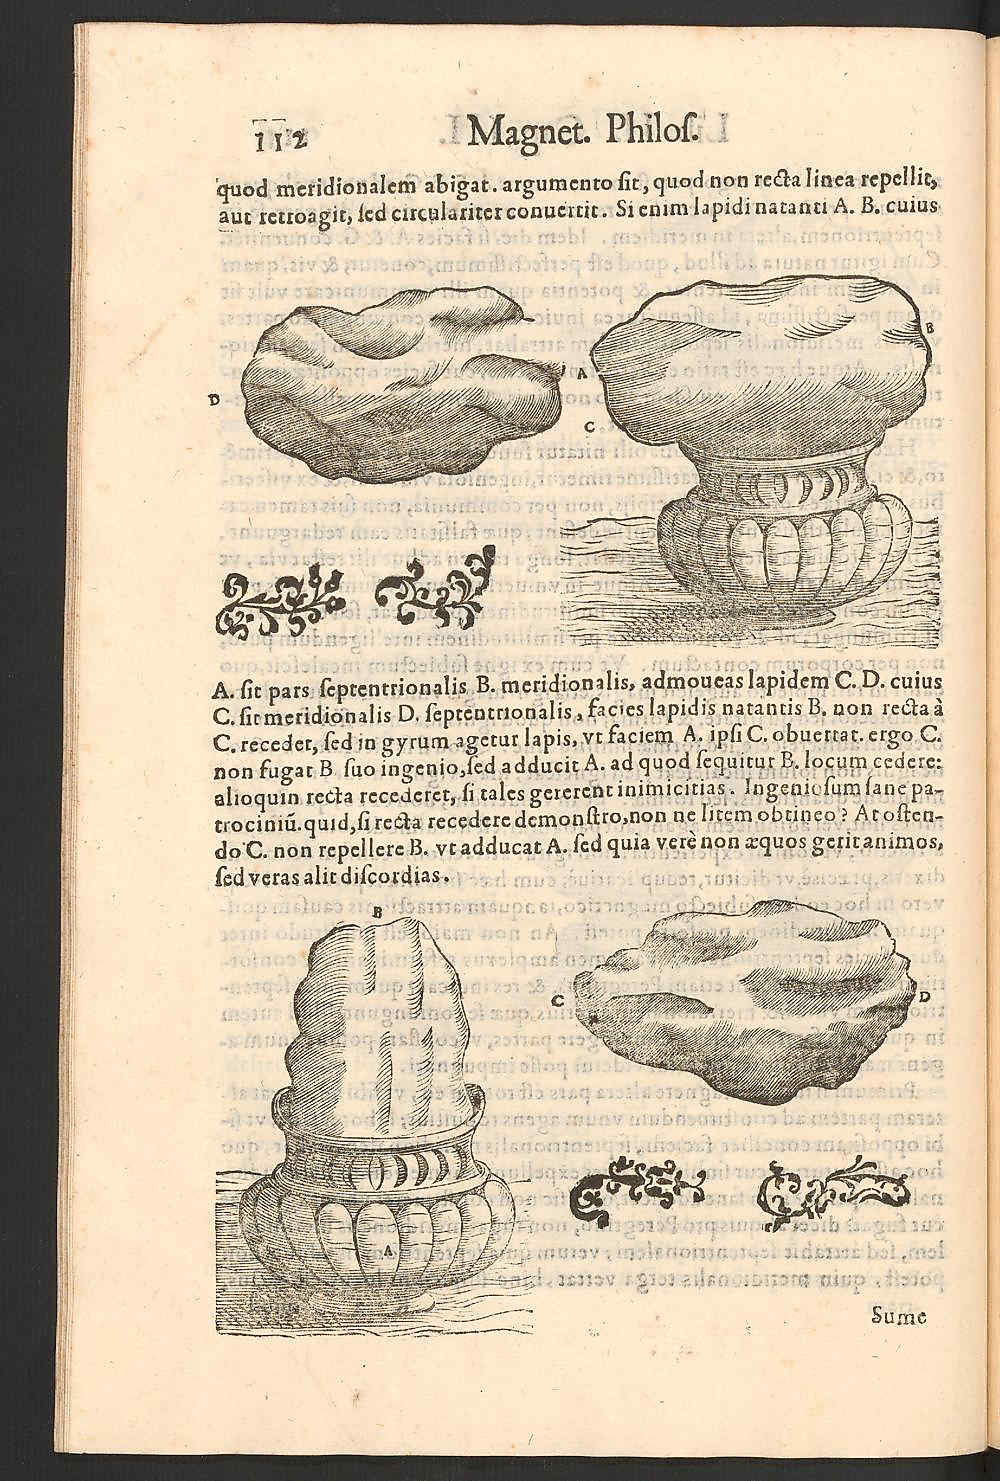 112 Magnet. Philoſ.
quod meridionalem abigat. argumento ſit, quod non recta linea repellit,
aut retroagit, ſed circulariter conuertit. Si enim lapidi natanti A. B. cuius
B
A
D
C
A. ſit pars ſeptentrionalis B. meridionalis, admoueas lapidem C. D. cuius
C. ſit meridionalis D. ſeptentrionalis, facies lapidis natantis B. non recta à
C. recedet, ſed in gyrum agetur lapis, vt faciem A. ipſi C. obuertat. ergo C.
non fugat B ſuo ingenio, ſed adducit A. ad quod ſequitur B. locum cedere:
alioquin recta recederet, ſi tales gererent inimicitias. Ingenioſum ſane pa-
trociniū. quid, ſi recta recedere demonſtro, non ne litem obtineo? At oſten-
do C. non repellere B. vt adducat A. ſed quia verè non æquos gerit animos,
ſed veras alit diſcordias.
B
C
D
A
Sume